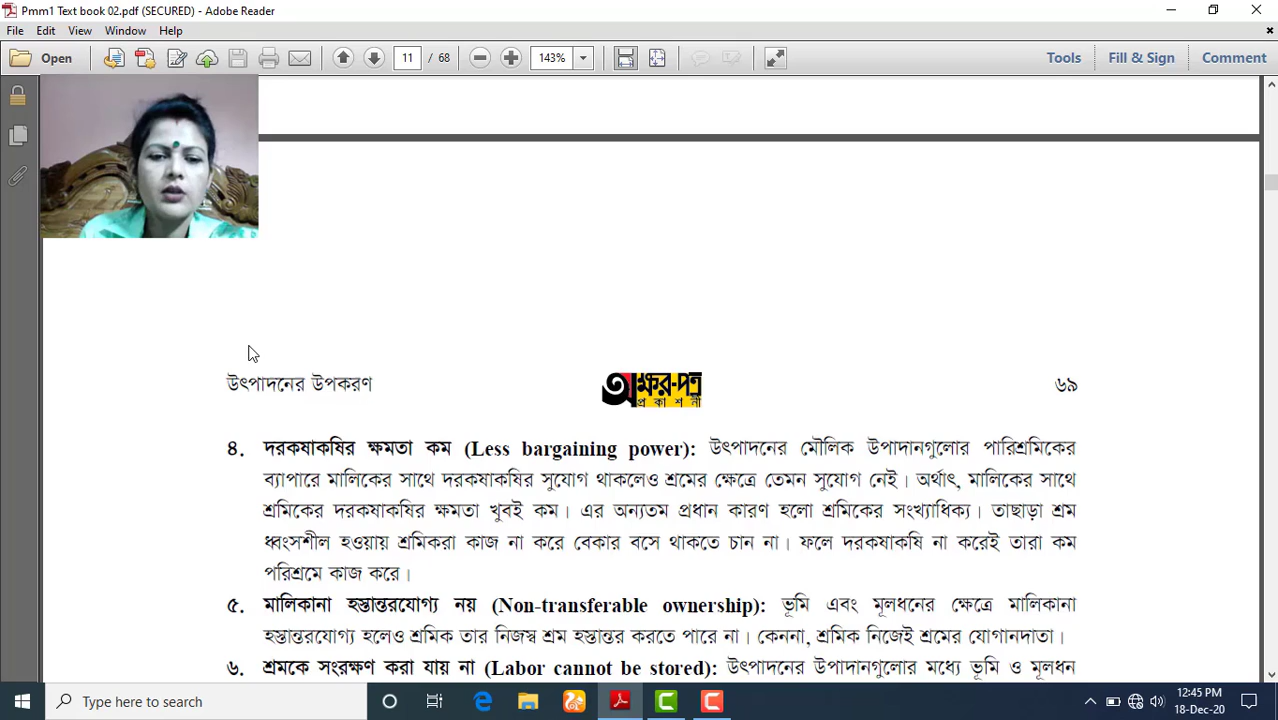 Pmm1 Text book 02.pdf (SECURED) - Adobe Reader
File Edit View Window Help
Open 11 / 68 143% Tools Fill & Sign Comment
উৎপাদনের উপকরণ অক্ষর-পত্র প্রকাশনী ৬৯
৪. দরকষাকষির ক্ষমতা কম (Less bargaining power): উৎপাদনের মৌলিক উপাদানগুলোর পারিশ্রমিকের
ব্যাপারে মালিকের সাথে দরকষাকষির সুযোগ থাকলেও শ্রমের ক্ষেত্রে তেমন সুযোগ নেই। অর্থাৎ, মালিকের সাথে
শ্রমিকের দরকষাকষির ক্ষমতা খুবই কম। এর অন্যতম প্রধান কারণ হলো শ্রমিকের সংখ্যাধিক্য। তাছাড়া শ্রম
ধ্বংসশীল হওয়ায় শ্রমিকরা কাজ না করে বেকার বসে থাকতে চান না। ফলে দরকষাকষি না করেই তারা কম
পরিশ্রমে কাজ করে।
৫. মালিকানা হস্তান্তরযোগ্য নয় (Non-transferable ownership): ভূমি এবং মূলধনের ক্ষেত্রে মালিকানা
হস্তান্তরযোগ্য হলেও শ্রমিক তার নিজস্ব শ্রম হস্তান্তর করতে পারে না। কেননা, শ্রমিক নিজেই শ্রমের যোগানদাতা।
৬. শ্রমকে সংরক্ষণ করা যায় না (Labor cannot be stored): উৎপাদনের উপাদানগুলোর মধ্যে ভূমি ও মূলধন
Type here to search
12:45 PM
18-Dec-20